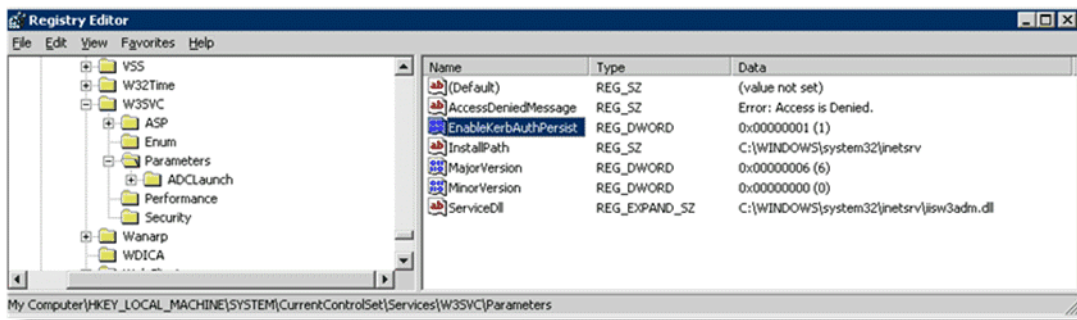 Registry Editor
File Edit View Favorites Help
VSS
W32Time
W3SVC
ASP
Enum
Parameters
ADCLaunch
Performance
Security
Wanarp
WDICA
Name Type Data
(Default) REG_SZ (value not set)
AccessDeniedMessage REG_SZ Error: Access is Denied.
EnableKerbAuthPersist REG_DWORD 0x00000001 (1)
InstallPath REG_SZ C:\WINDOWS\system32\inetsrv
MajorVersion REG_DWORD 0x00000006 (6)
MinorVersion REG_DWORD 0x00000000 (0)
ServiceDll REG_EXPAND_SZ C:\WINDOWS\system32\inetsrv\iisw3adm.dll
My Computer\HKEY_LOCAL_MACHINE\SYSTEM\CurrentControlSet\Services\W3SVC\Parameters